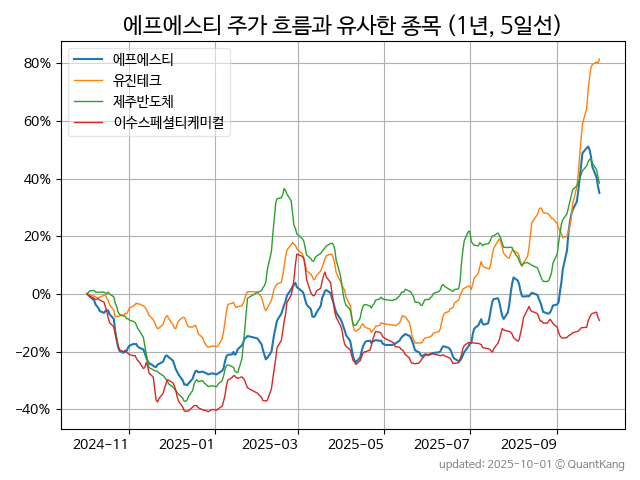 에프에스티 주가 흐름과 유사한 종목 (1년, 5일선)
에프에스티
유진테크
제주반도체
이수스페셜티케미컬
80%
60%
40%
20%
0%
−20%
−40%
2024-11 2025-01 2025-03 2025-05 2025-07 2025-09
updated: 2025-10-01 © QuantKang